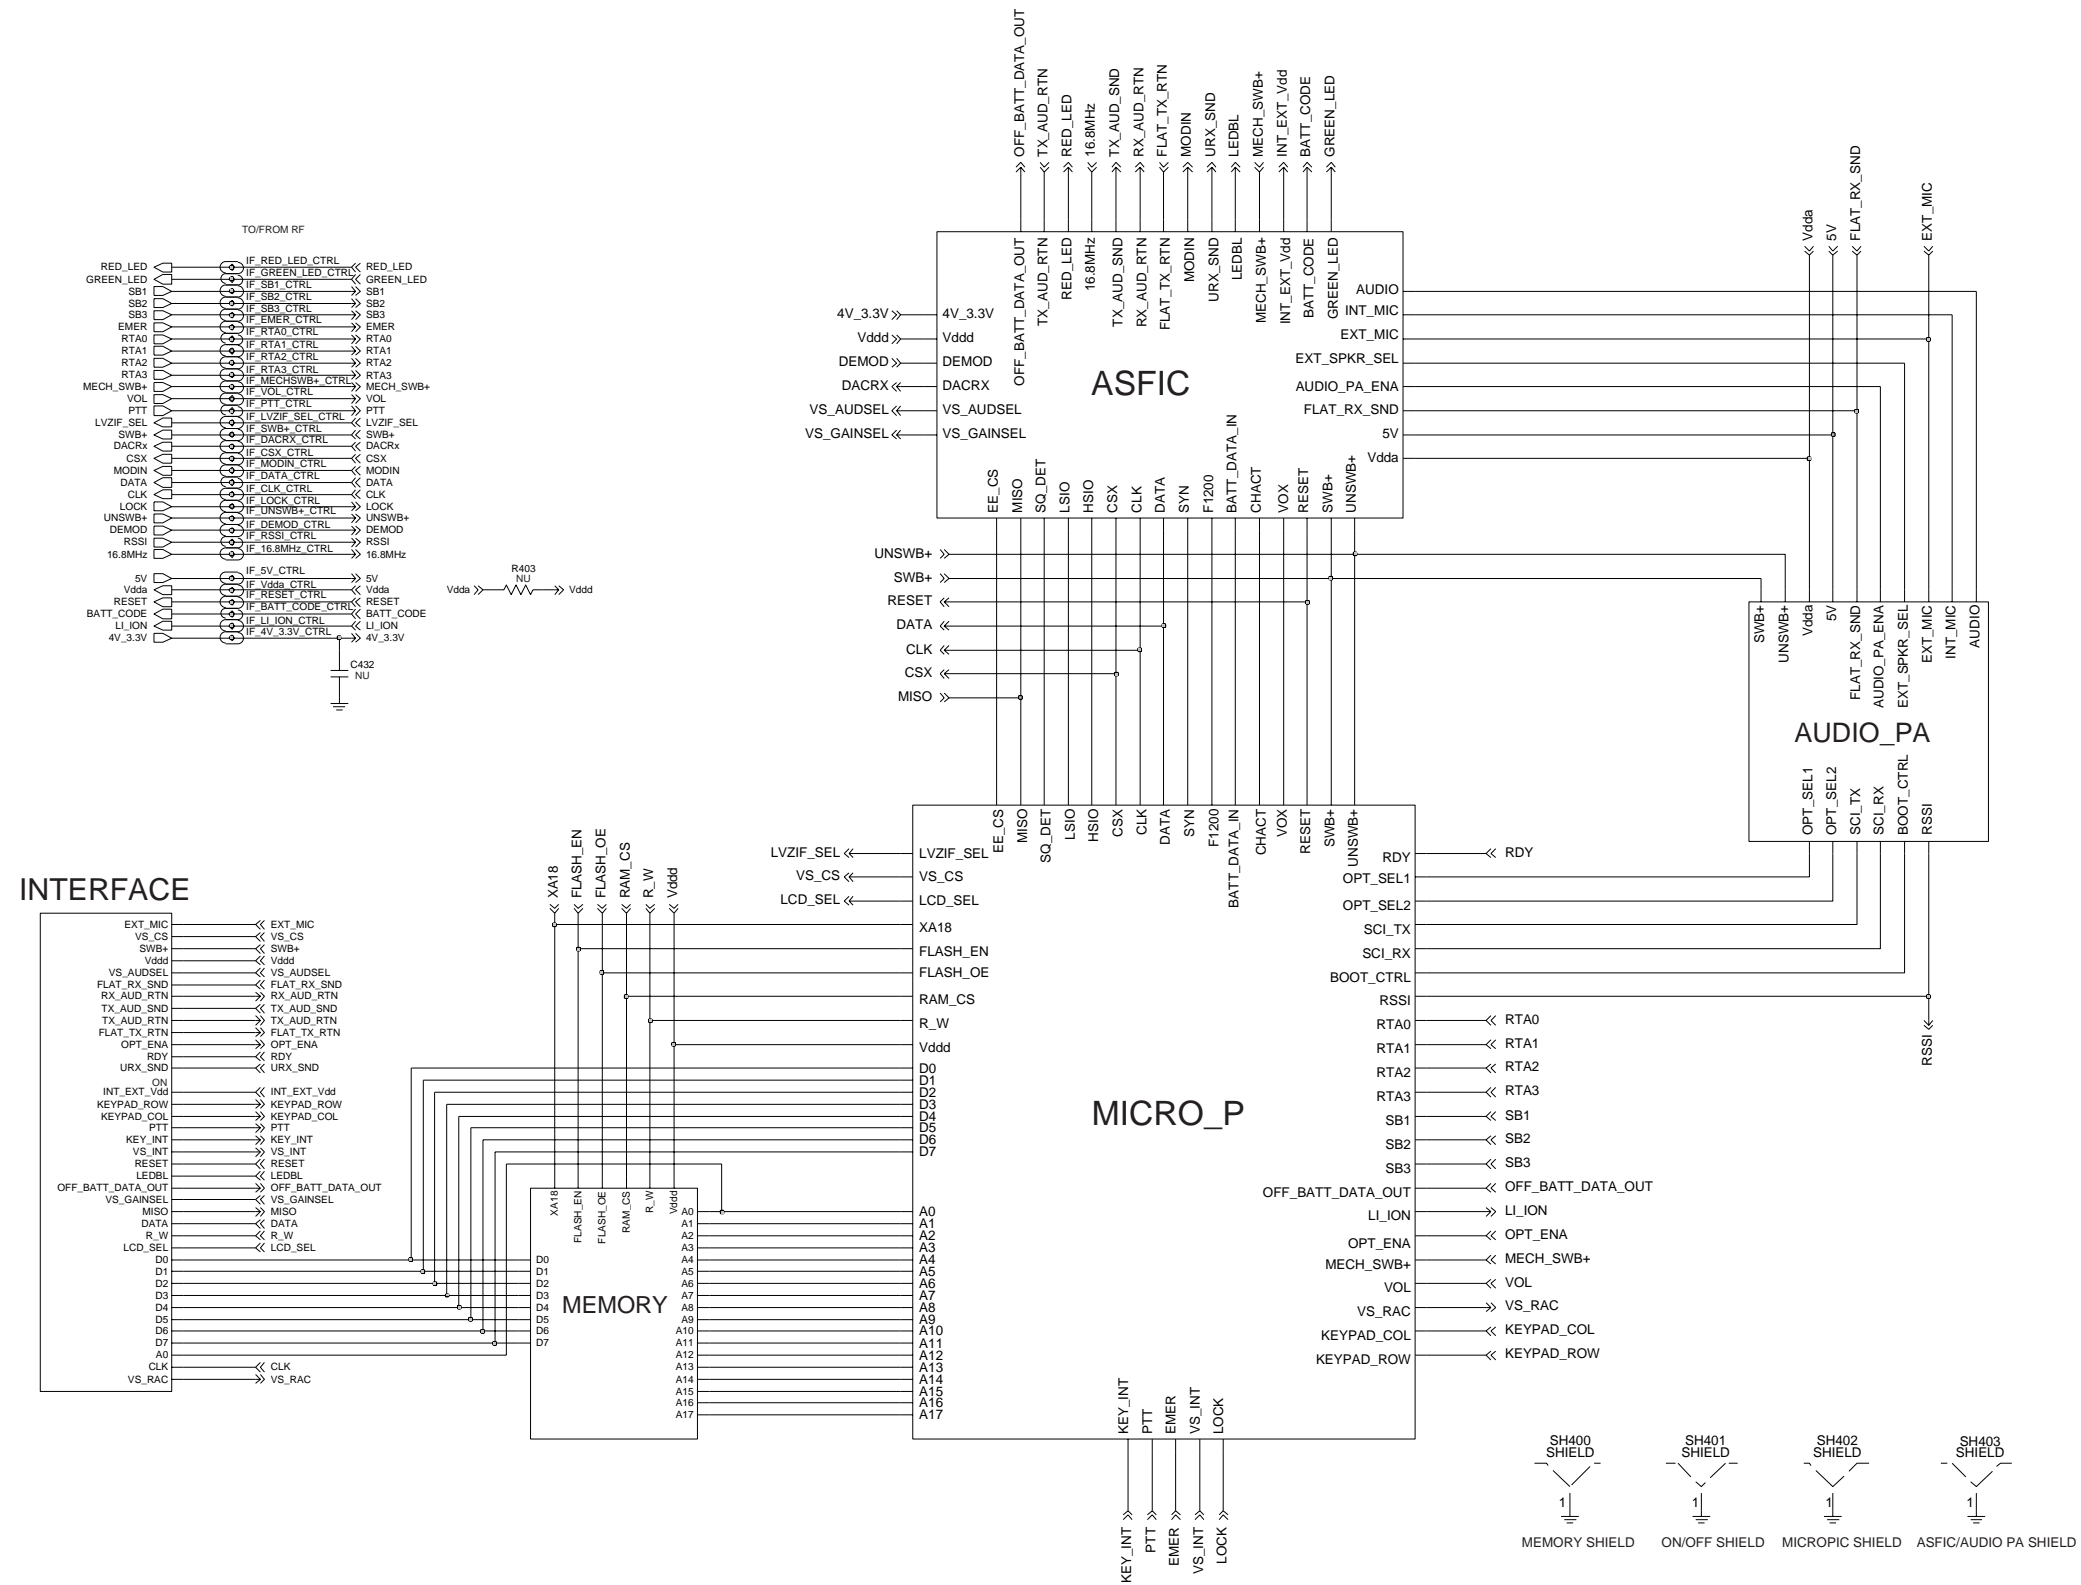 OFF_BATT_DATA_OUT
TX_AUD_RTN
RED_LED
16.8MHz
TX_AUD_SND
RX_AUD_RTN
FLAT_TX_RTN
MODIN
URX_SND
LEDBL
MECH_SWB+
INT_EXT_Vdd
BATT_CODE
GREEN_LED
OFF_BATT_DATA_OUT
TX_AUD_RTN
RED_LED
16.8MHz
TX_AUD_SND
RX_AUD_RTN
FLAT_TX_RTN
MODIN
URX_SND
LEDBL
MECH_SWB+
INT_EXT_Vdd
BATT_CODE
GREEN_LED
4V_3.3V 4V_3.3V
Vddd Vddd
DEMOD DEMOD
DACRX DACRX
VS_AUDSEL VS_AUDSEL
VS_GAINSEL VS_GAINSEL
ASFIC
AUDIO
INT_MIC
EXT_MIC
EXT_SPKR_SEL
AUDIO_PA_ENA
FLAT_RX_SND
5V
Vdda
EE_CS
MISO
SQ_DET
LSIO
HSIO
CSX
CLK
DATA
SYN
F1200
BATT_DATA_IN
CHACT
VOX
RESET
SWB+
UNSWB+
UNSWB+
SWB+
RESET
DATA
CLK
CSX
MISO
TO/FROM RF
RED_LED IF_RED_LED_CTRL RED_LED
GREEN_LED IF_GREEN_LED_CTRL GREEN_LED
SB1 IF_SB1_CTRL SB1
SB2 IF_SB2_CTRL SB2
SB3 IF_SB3_CTRL SB3
EMER IF_EMER_CTRL EMER
RTA0 IF_RTA0_CTRL RTA0
RTA1 IF_RTA1_CTRL RTA1
RTA2 IF_RTA2_CTRL RTA2
RTA3 IF_RTA3_CTRL RTA3
MECH_SWB+ IF_MECHSWB+_CTRL MECH_SWB+
VOL IF_VOL_CTRL VOL
PTT IF_PTT_CTRL PTT
LVZIF_SEL IF_LVZIF_SEL_CTRL LVZIF_SEL
SWB+ IF_SWB+_CTRL SWB+
DACRx IF_DACRX_CTRL DACRx
CSX IF_CSX_CTRL CSX
MODIN IF_MODIN_CTRL MODIN
DATA IF_DATA_CTRL DATA
CLK IF_CLK_CTRL CLK
LOCK IF_LOCK_CTRL LOCK
UNSWB+ IF_UNSWB+_CTRL UNSWB+
DEMOD IF_DEMOD_CTRL DEMOD
RSSI IF_RSSI_CTRL RSSI
16.8MHz IF_16.8MHz_CTRL 16.8MHz
5V IF_5V_CTRL 5V
Vdda IF_Vdda_CTRL Vdda
RESET IF_RESET_CTRL RESET
BATT_CODE IF_BATT_CODE_CTRL BATT_CODE
LI_ION IF_LI_ION_CTRL LI_ION
4V_3.3V IF_4V_3.3V_CTRL 4V_3.3V
C432
NU
R403
NU
Vdda Vddd
Vdda
5V
FLAT_RX_SND
EXT_MIC
SWB+
UNSWB+
Vdda
5V
FLAT_RX_SND
AUDIO_PA_ENA
EXT_SPKR_SEL
EXT_MIC
INT_MIC
AUDIO
AUDIO_PA
OPT_SEL1
OPT_SEL2
SCI_TX
SCI_RX
BOOT_CTRL
RSSI
RSSI
INTERFACE
EXT_MIC EXT_MIC
VS_CS VS_CS
SWB+ SWB+
Vddd Vddd
VS_AUDSEL VS_AUDSEL
FLAT_RX_SND FLAT_RX_SND
RX_AUD_RTN RX_AUD_RTN
TX_AUD_SND TX_AUD_SND
TX_AUD_RTN TX_AUD_RTN
FLAT_TX_RTN FLAT_TX_RTN
OPT_ENA OPT_ENA
RDY RDY
URX_SND URX_SND
ON
INT_EXT_Vdd INT_EXT_Vdd
KEYPAD_ROW KEYPAD_ROW
KEYPAD_COL KEYPAD_COL
PTT PTT
KEY_INT KEY_INT
VS_INT VS_INT
RESET RESET
LEDBL LEDBL
OFF_BATT_DATA_OUT OFF_BATT_DATA_OUT
VS_GAINSEL VS_GAINSEL
MISO MISO
DATA DATA
R_W R_W
LCD_SEL LCD_SEL
D0
D1
D2
D3
D4
D5
D6
D7
A0
CLK CLK
VS_RAC VS_RAC
XA18
FLASH_EN
FLASH_OE
RAM_CS
R_W
Vddd
XA18
FLASH_EN
FLASH_OE
RAM_CS
R_W
Vddd
D0
D1
D2
D3
D4
D5
D6
D7
MEMORY
A0
A1
A2
A3
A4
A5
A6
A7
A8
A9
A10
A11
A12
A13
A14
A15
A16
A17
EE_CS
MISO
SQ_DET
LSIO
HSIO
CSX
CLK
DATA
SYN
F1200
BATT_DATA_IN
CHACT
VOX
RESET
SWB+
UNSWB+
LVZIF_SEL LVZIF_SEL
VS_CS VS_CS
LCD_SEL LCD_SEL
XA18
FLASH_EN
FLASH_OE
RAM_CS
R_W
Vddd
D0
D1
D2
D3
D4
D5
D6
D7
A0
A1
A2
A3
A4
A5
A6
A7
A8
A9
A10
A11
A12
A13
A14
A15
A16
A17
MICRO_P
RDY RDY
OPT_SEL1
OPT_SEL2
SCI_TX
SCI_RX
BOOT_CTRL
RSSI
RTA0 RTA0
RTA1 RTA1
RTA2 RTA2
RTA3 RTA3
SB1 SB1
SB2 SB2
SB3 SB3
OFF_BATT_DATA_OUT OFF_BATT_DATA_OUT
LI_ION LI_ION
OPT_ENA OPT_ENA
MECH_SWB+ MECH_SWB+
VOL VOL
VS_RAC VS_RAC
KEYPAD_COL KEYPAD_COL
KEYPAD_ROW KEYPAD_ROW
KEY_INT
PTT
EMER
VS_INT
LOCK
KEY_INT
PTT
EMER
VS_INT
LOCK
SH400
SHIELD
1
MEMORY SHIELD
SH401
SHIELD
1
ON/OFF SHIELD
SH402
SHIELD
1
MICROPIC SHIELD
SH403
SHIELD
1
ASFIC/AUDIO PA SHIELD